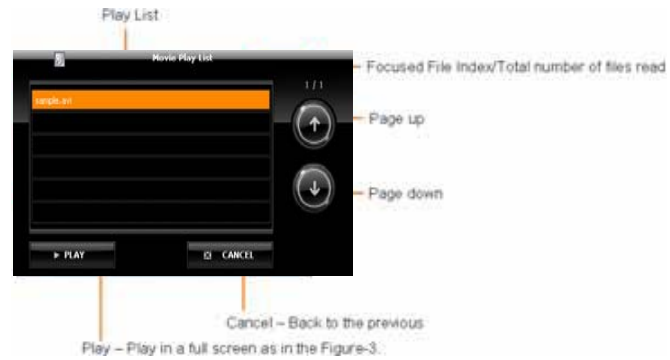 Play List
Movie Play List
Focused File Index/Total number of files read
1 / 1
sample.avi
Page up
Page down
PLAY
CANCEL
Cancel – Back to the previous
Play – Play in a full screen as in the Figure-3.